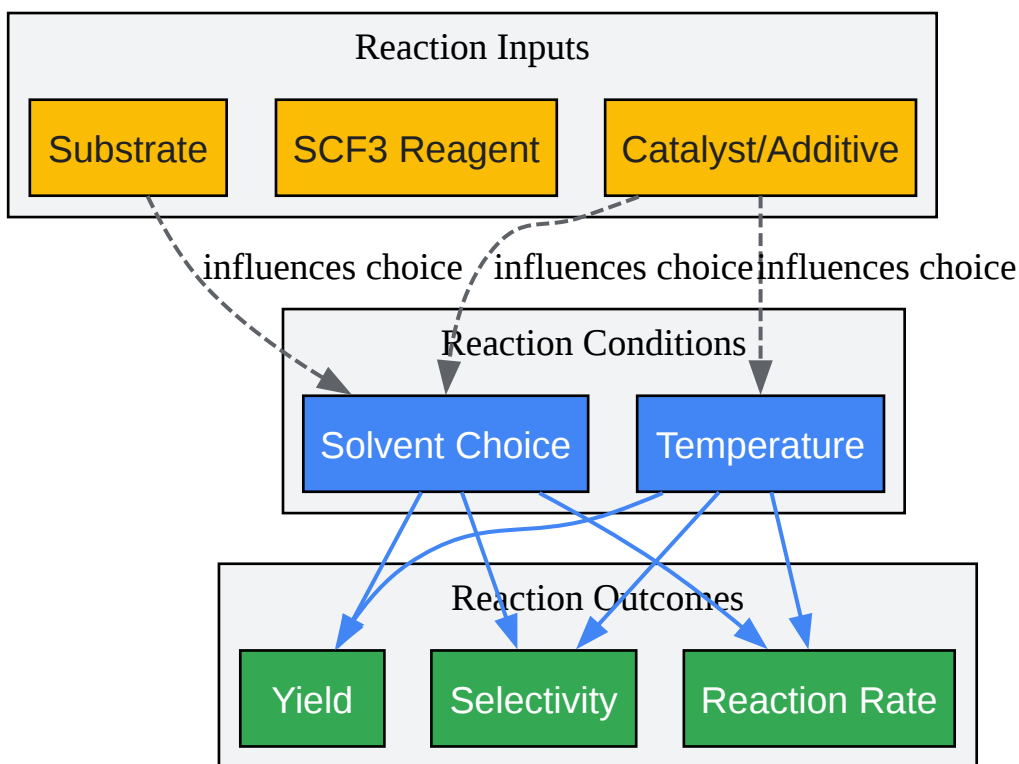 Reaction Inputs
Substrate
SCF3 Reagent
Catalyst/Additive
influences choice
influences choice
influences choice
Reaction Conditions
Solvent Choice
Temperature
Reaction Outcomes
Yield
Selectivity
Reaction Rate